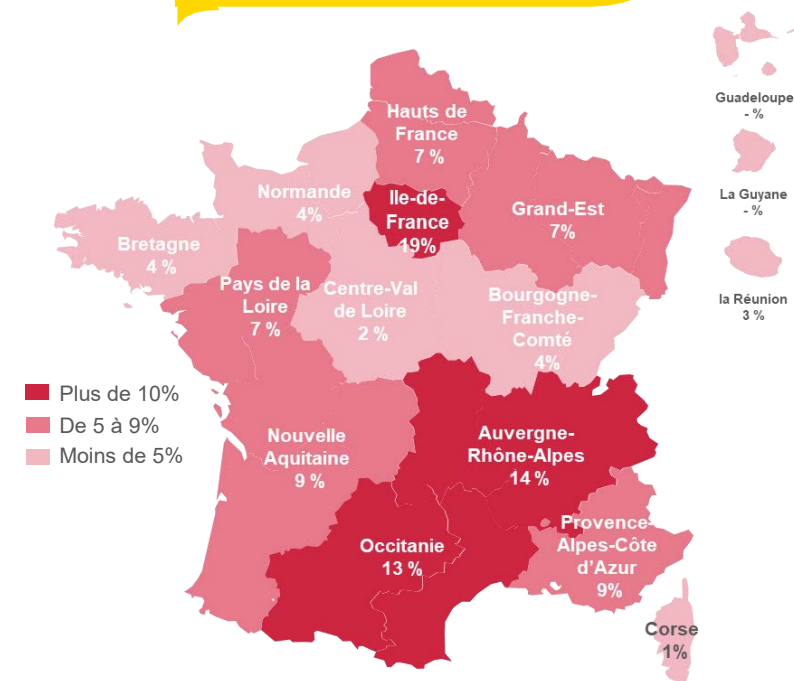 Guadeloupe
- %
Hauts de
France
7 %
Normande
4%
Ile-de-
France
19%
Grand-Est
7%
La Guyane
- %
Bretagne
4 %
Pays de la
Loire
7 %
Centre-Val
de Loire
2 %
Bourgogne-
Franche-
Comté
4%
la Réunion
3 %
Plus de 10%
De 5 à 9%
Moins de 5%
Nouvelle
Aquitaine
9 %
Auvergne-
Rhône-Alpes
14 %
Occitanie
13 %
Provence-
Alpes-Côte
d'Azur
9%
Corse
1%